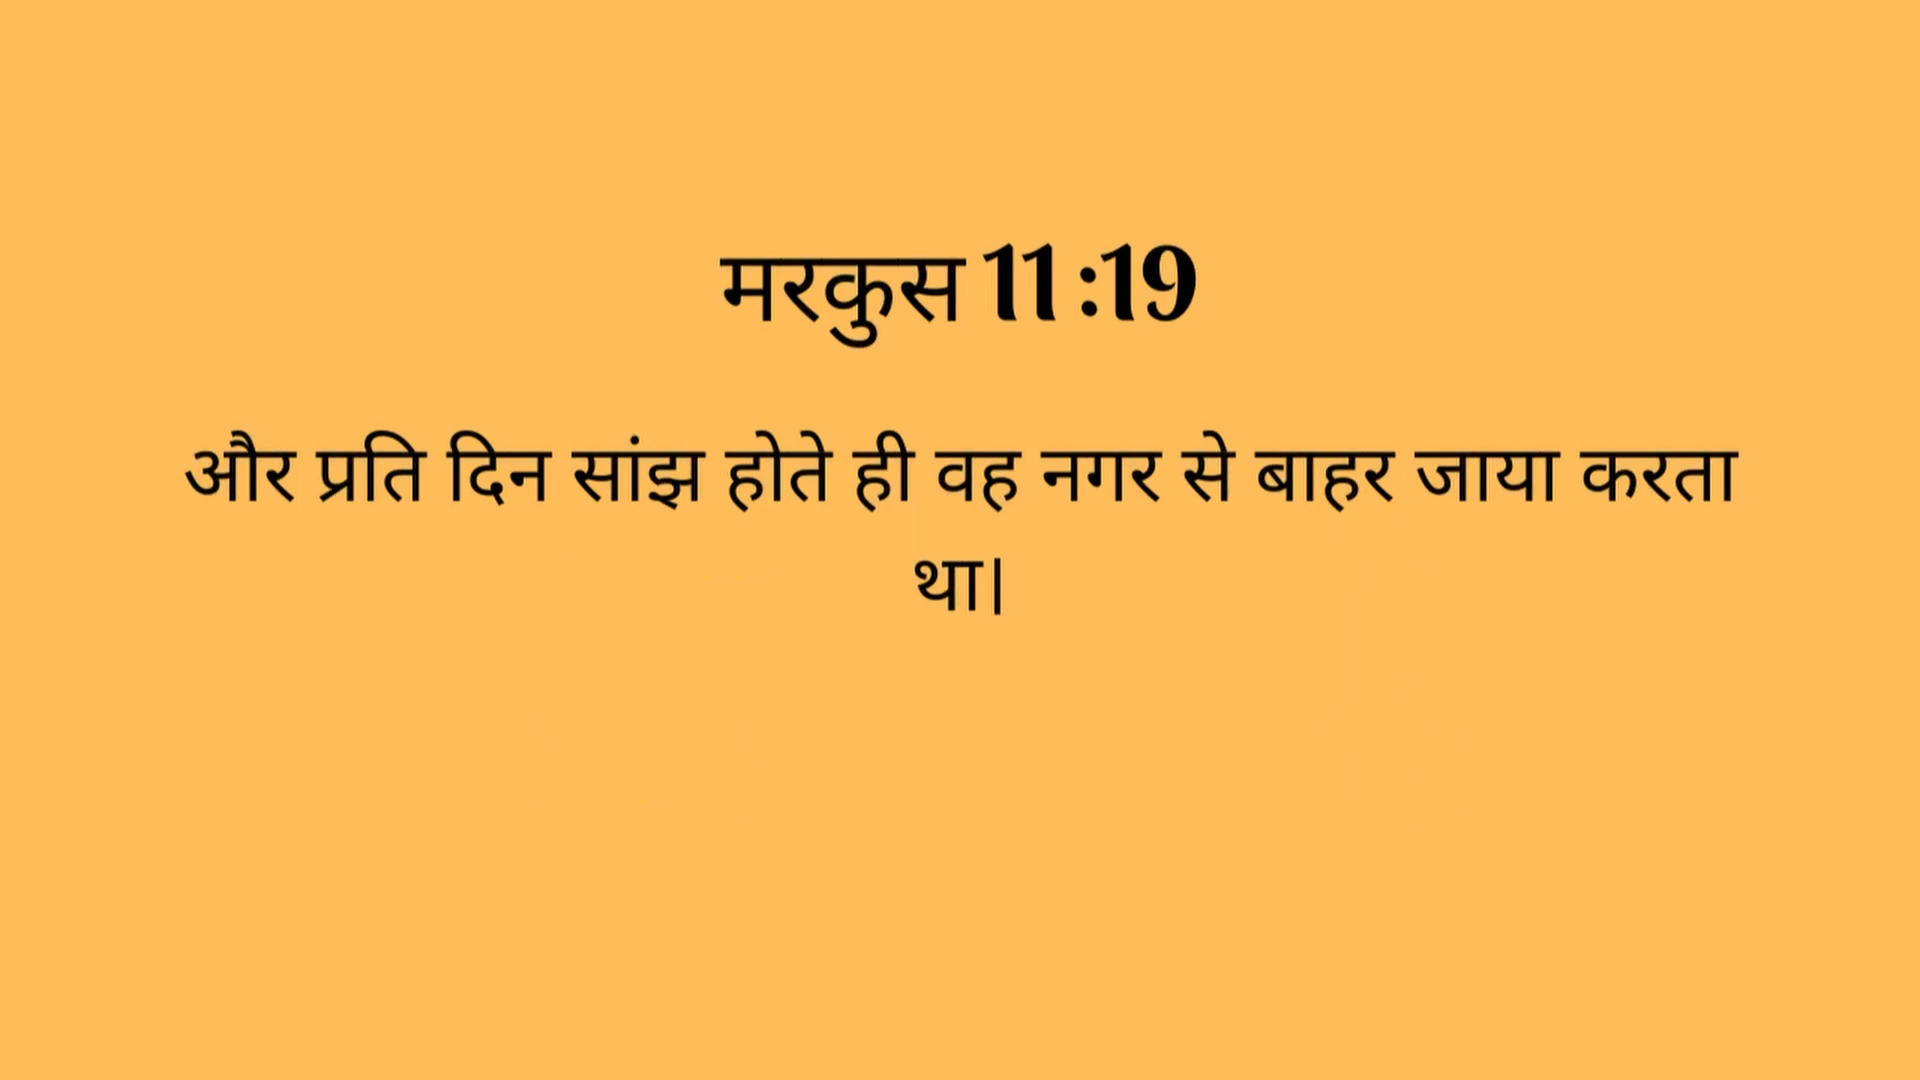 मरकुस 11:19
और प्रति दिन सांझ होते ही वह नगर से बाहर जाया करता
था।